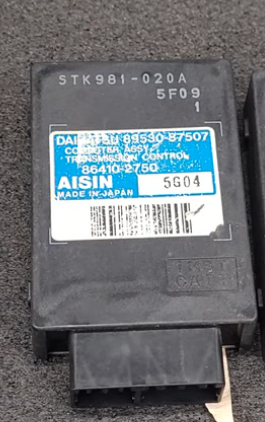 STK981-020A
5F09
1
DAIHATSU 89530-87507
COMPUTER ASSY
TRANSMISSION CONTROL
86410-2750
AISIN 5G04
MADE IN JAPAN